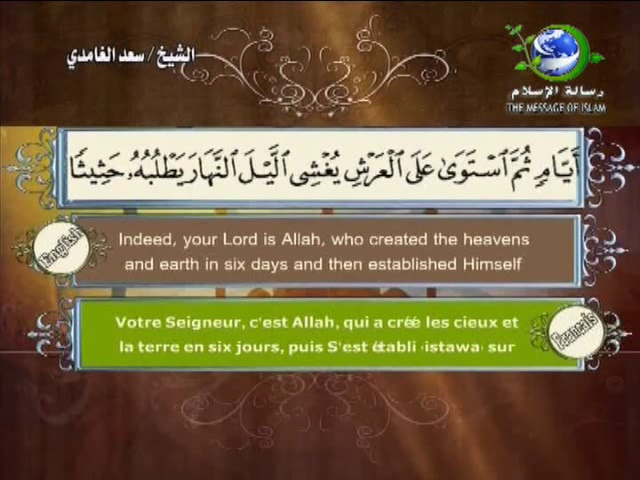 الشيخ/ سعد الغامدي
رسالة الإسلام
THE MESSAGE OF ISLAM
أَيَّامٍ ثُمَّ ٱسْتَوَىٰ عَلَى ٱلْعَرْشِ يُغْشِى ٱلَّيْلَ ٱلنَّهَارَ يَطْلُبُهُۥ حَثِيثًا
English
Indeed, your Lord is Allah, who created the heavens
and earth in six days and then established Himself
Votre Seigneur, c'est Allah, qui a créé les cieux et
la terre en six jours, puis S'est établi ‹istawa› sur
Francais